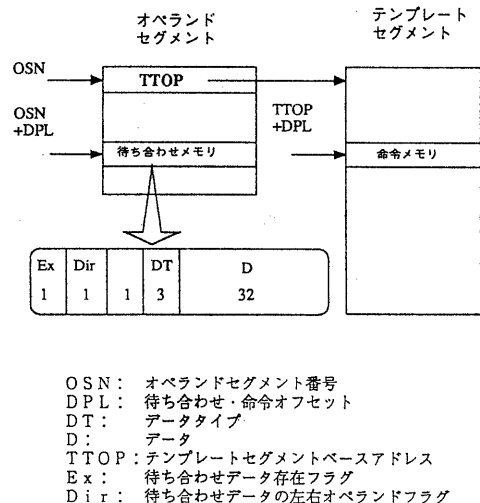 オペランド
セグメント
テンプレート
セグメント
OSN
TTOP
OSN
+DPL
TTOP
+DPL
待ち合わせメモリ
命令メモリ
Ex Dir DT D
1 1 1 3 32
OSN： オペランドセグメント番号
DPL： 待ち合わせ・命令オフセット
DT： データタイプ
D： データ
TTOP：テンプレートセグメントベースアドレス
Ex： 待ち合わせデータ存在フラグ
Dir： 待ち合わせデータの左右オペランドフラグ